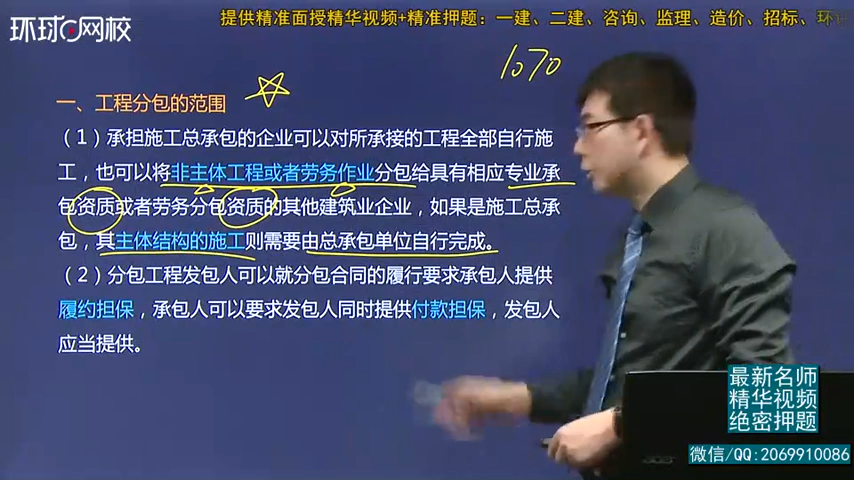 提供精准面授精华视频+精准押题：一建、二建、咨询、监理、造价、招标、环
环球网校
1070
一、工程分包的范围
（1）承担施工总承包的企业可以对所承接的工程全部自行施
工，也可以将非主体工程或者劳务作业分包给具有相应专业承
包资质或者劳务分包资质的其他建筑业企业，如果是施工总承
包，其主体结构的施工则需要由总承包单位自行完成。
（2）分包工程发包人可以就分包合同的履行要求承包人提供
履约担保，承包人可以要求发包人同时提供付款担保，发包人
应当提供。
最新名师
精华视频
绝密押题
微信/QQ:2069910086
acer